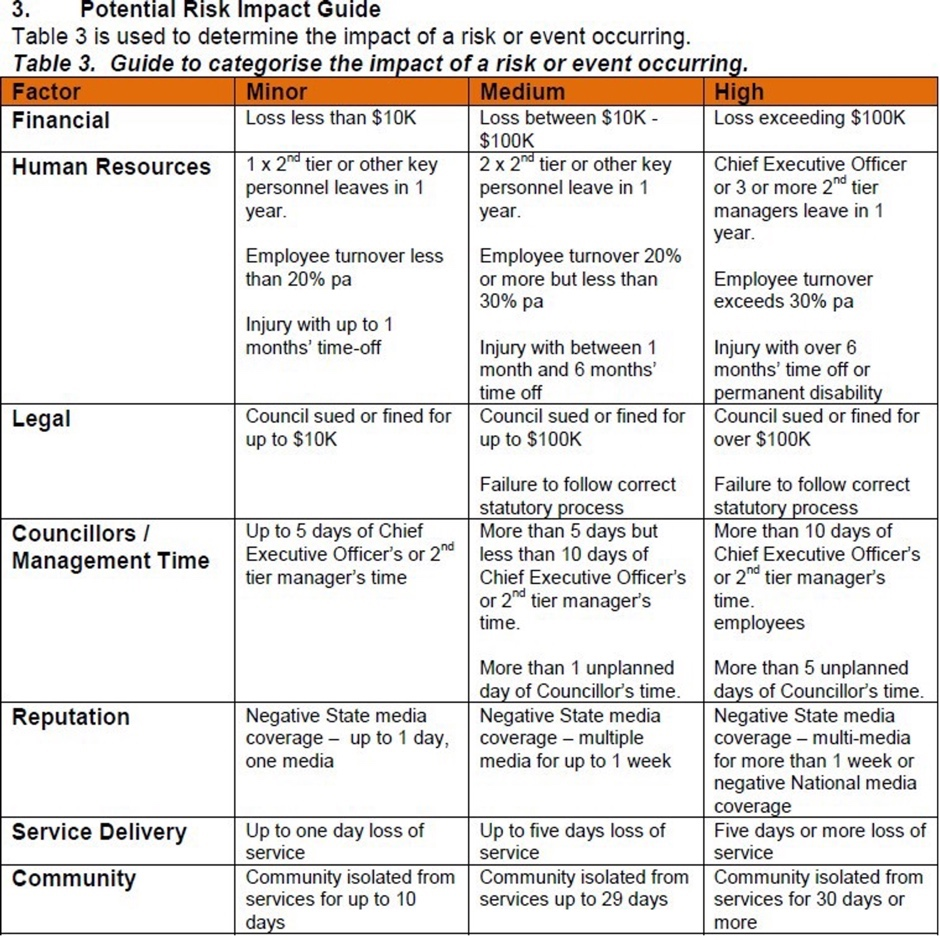 3. Potential Risk Impact Guide
Table 3 is used to determine the impact of a risk or event occurring.
Table 3. Guide to categorise the impact of a risk or event occurring.
Factor Minor Medium High
Financial
Loss less than $10K
Loss between $10K -
$100K
Loss exceeding $100K
Human Resources
1 x 2nd tier or other key
personnel leaves in 1
year.
Employee turnover less
than 20% pa
Injury with up to 1
months' time-off
2 x 2nd tier or other key
personnel leave in 1
year.
Employee turnover 20%
or more but less than
30% pa
Injury with between 1
month and 6 months'
time off
Chief Executive Officer
or 3 or more 2nd tier
managers leave in 1
year.
Employee turnover
exceeds 30% pa
Injury with over 6
months' time off or
permanent disability
Legal
Council sued or fined for
up to $10K
Council sued or fined for
up to $100K
Failure to follow correct
statutory process
Council sued or fined for
over $100K
Failure to follow correct
statutory process
Councillors /
Management Time
Up to 5 days of Chief
Executive Officer's or 2nd
tier manager's time
More than 5 days but
less than 10 days of
Chief Executive Officer's
or 2nd tier manager's
time.
More than 1 unplanned
day of Councillor's time.
More than 10 days of
Chief Executive Officer's
or 2nd tier manager's
time.
employees
More than 5 unplanned
days of Councillor's time.
Reputation
Negative State media
coverage – up to 1 day,
one media
Negative State media
coverage – multiple
media for up to 1 week
Negative State media
coverage – multi-media
for more than 1 week or
negative National media
coverage
Service Delivery
Up to one day loss of
service
Up to five days loss of
service
Five days or more loss of
service
Community
Community isolated from
services for up to 10
days
Community isolated from
services up to 29 days
Community isolated from
services for 30 days or
more